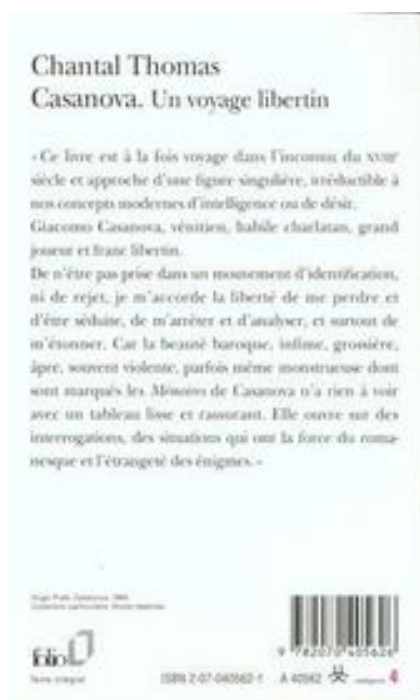 Chantal Thomas
Casanova. Un voyage libertin
« Ce livre est à la fois voyage dans l'inconnu du XVIIIe
siècle et approche d'une figure singulière, irréductible à
nos concepts modernes d'intelligence ou de désir.
Giacomo Casanova, vénitien, habile charlatan, grand
joueur et franc libertin.
De n'être pas prise dans un mouvement d'identification,
ni de rejet, je m'accorde la liberté de me perdre et
d'être séduite, de m'arrêter et d'analyser, et surtout de
m'étonner. Car la beauté baroque, infime, grossière,
âpre, souvent violente, parfois même monstrueuse dont
sont marqués les Mémoires de Casanova n'a rien à voir
avec un tableau lisse et rassurant. Elle ouvre sur des
interrogations, des situations qui ont la force du roma-
nesque et l'étrangeté des énigmes. »
folio
Texte intégral
9 782070 405626
ISBN 2-07-040562-1 A 40562 catégorie 4